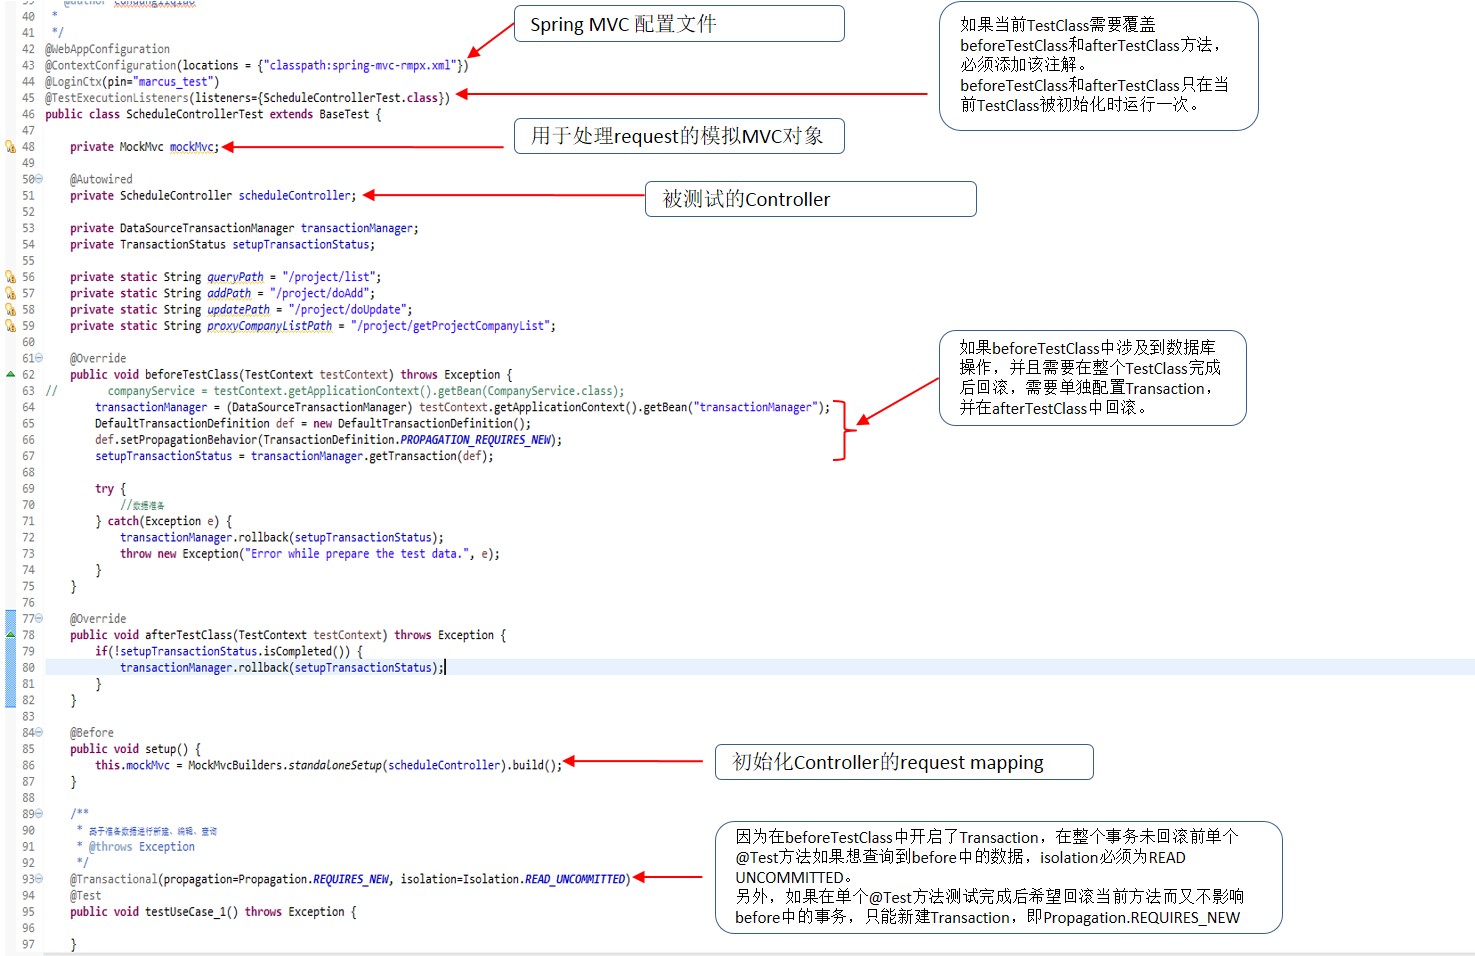 39 * @author
40 *
41 */
42 @WebAppConfiguration
43 @ContextConfiguration(locations = {"classpath:spring-mvc-rmpx.xml"})
44 @LoginCtx(pin="marcus_test")
45 @TestExecutionListeners(listeners={ScheduleControllerTest.class})
46 public class ScheduleControllerTest extends BaseTest {
47
48 private MockMvc mockMvc;
49
50 @Autowired
51 private ScheduleController scheduleController;
52
53 private DataSourceTransactionManager transactionManager;
54 private TransactionStatus setupTransactionStatus;
55
56 private static String queryPath = "/project/list";
57 private static String addPath = "/project/doAdd";
58 private static String updatePath = "/project/doUpdate";
59 private static String proxyCompanyListPath = "/project/getProjectCompanyList";
60
61 @Override
62 public void beforeTestClass(TestContext testContext) throws Exception {
63 // companyService = testContext.getApplicationContext().getBean(CompanyService.class);
64 transactionManager = (DataSourceTransactionManager) testContext.getApplicationContext().getBean("transactionManager");
65 DefaultTransactionDefinition def = new DefaultTransactionDefinition();
66 def.setPropagationBehavior(TransactionDefinition.PROPAGATION_REQUIRES_NEW);
67 setupTransactionStatus = transactionManager.getTransaction(def);
68
69 try {
70 //数据准备
71 } catch(Exception e) {
72 transactionManager.rollback(setupTransactionStatus);
73 throw new Exception("Error while prepare the test data.", e);
74 }
75 }
76
77 @Override
78 public void afterTestClass(TestContext testContext) throws Exception {
79 if(!setupTransactionStatus.isCompleted()) {
80 transactionManager.rollback(setupTransactionStatus);
81 }
82 }
83
84 @Before
85 public void setup() {
86 this.mockMvc = MockMvcBuilders.standaloneSetup(scheduleController).build();
87 }
88
89 /**
90 * 基于准备数据进行新建、编辑、查询
91 * @throws Exception
92 */
93 @Transactional(propagation=Propagation.REQUIRES_NEW, isolation=Isolation.READ_UNCOMMITTED)
94 @Test
95 public void testUseCase_1() throws Exception {
96
97 }
Spring MVC 配置文件
如果当前TestClass需要覆盖
beforeTestClass和afterTestClass方法，
必须添加该注解。
beforeTestClass和afterTestClass只在当
前TestClass被初始化时运行一次。
用于处理request的模拟MVC对象
被测试的Controller
如果beforeTestClass中涉及到数据库
操作，并且需要在整个TestClass完成
后回滚，需要单独配置Transaction，
并在afterTestClass中回滚。
初始化Controller的request mapping
因为在beforeTestClass中开启了Transaction，在整个事务未回滚前单个
@Test方法如果想查询到before中的数据，isolation必须为READ
UNCOMMITTED。
另外，如果在单个@Test方法测试完成后希望回滚当前方法而又不影响
before中的事务，只能新建Transaction，即Propagation.REQUIRES_NEW